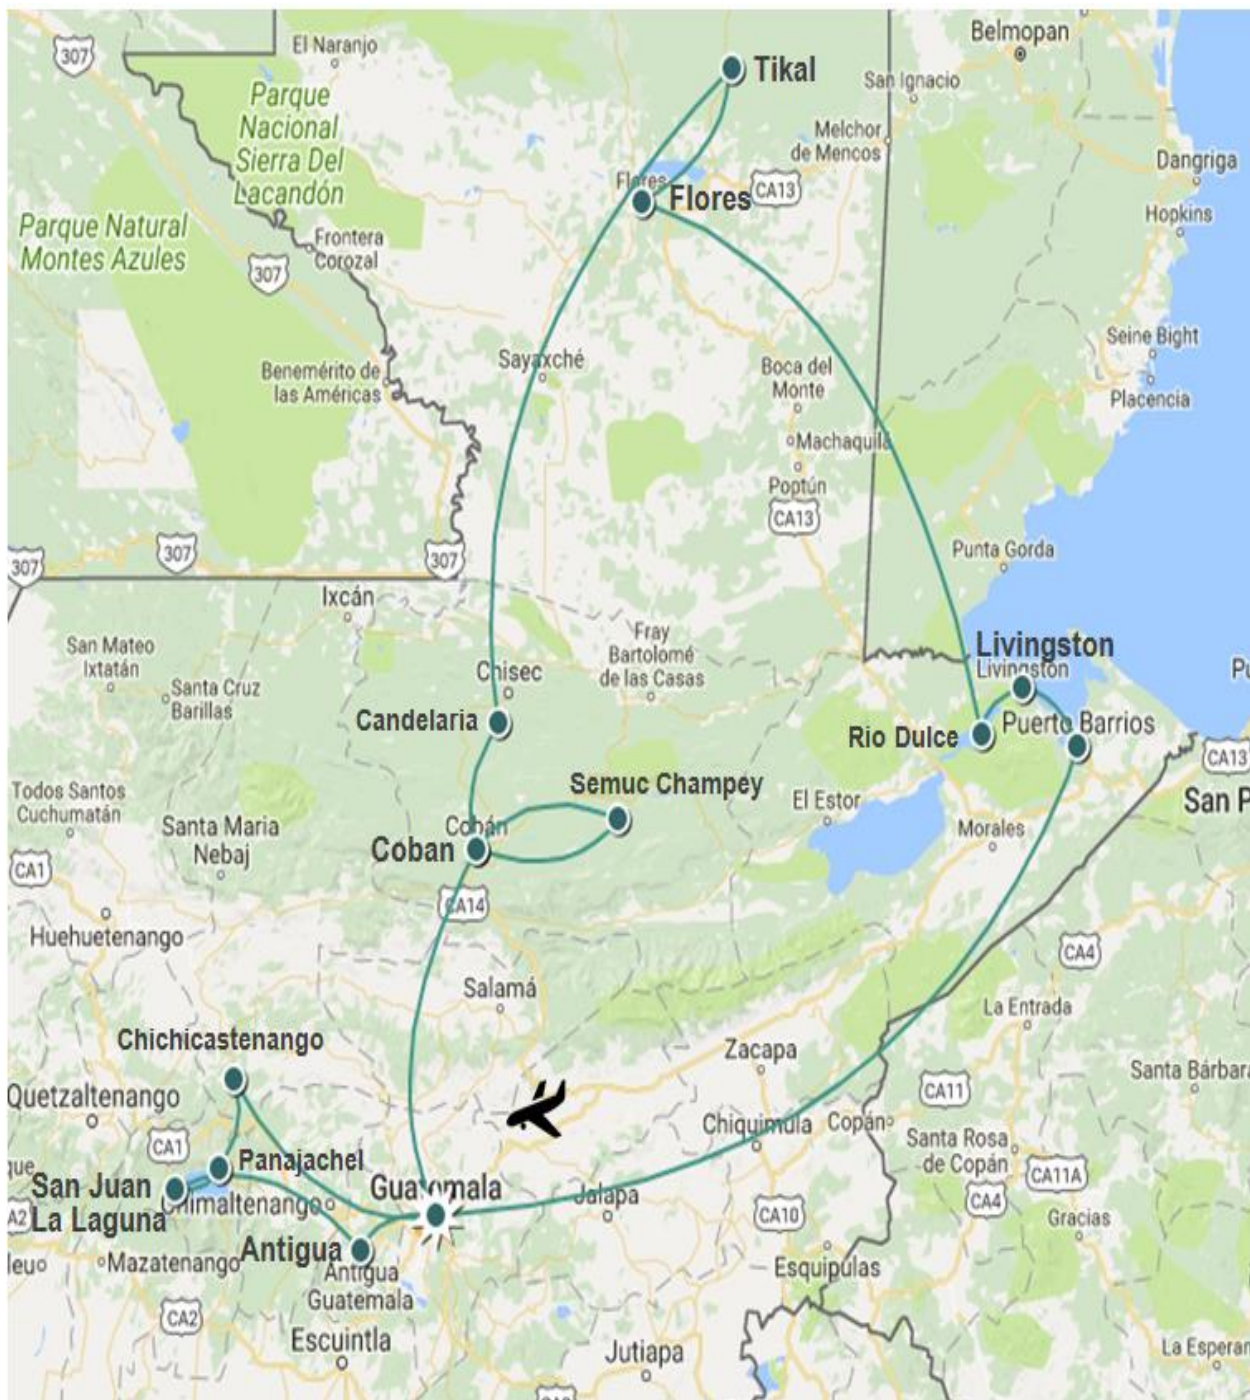 Belmopan
El Naranjo
307
Tikal
San Ignacio
Parque
Nacional
Sierra Del
Lacandón
Melchor
de Mencos
Dangriga
Flores
CA13
Flores
Hopkins
Parque Natural
Montes Azules
Frontera
Corozal
307
Seine Bight
Sayaxché
Boca del
Monte
Benemérito de
las Américas
Placencia
Machaquilá
Poptún
CA13
307
307
307
Punta Gorda
Ixcán
San Mateo
Ixtatán
Fray
Bartolomé
de las Casas
Livingston
Livingston
Chisec
Santa Cruz
Barillas
Candelaria
Puerto Barrios
Rio Dulce
CA13
Semuc Champey
Todos Santos
Cuchumatán
El Estor
San P
Santa Maria
Nebaj
Cobán
Coban
Morales
CA1
CA14
Huehuetenango
CA4
Salamá
La Entrada
Chichicastenango
Zacapa
Santa Bárbara
Quetzaltenango
CA11
Chiquimula
Copán
CA1
Santa Rosa
de Copán
Panajachel
CA11A
San Juan
La Laguna
Guatemala
Jalapa
CA4
Chimaltenango
A2
CA10
Gracias
Antigua
Mazatenango
Antigua
Guatemala
Esquipulas
CA2
Escuintla
Jutiapa
La Esperan